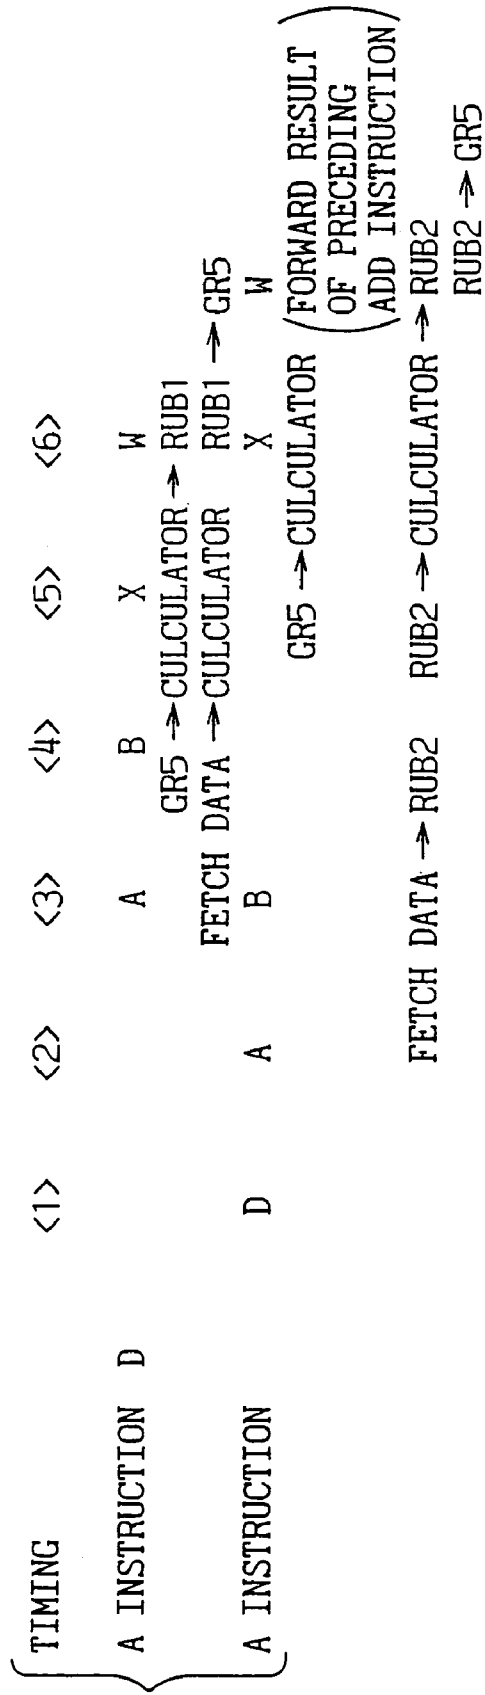 TIMING <1> <2> <3> <4> <5> <6>
A INSTRUCTION D A B X W
GR5 → CULCULATOR → RUB1
FETCH DATA → CULCULATOR RUB1 → GR5
A INSTRUCTION D A B X W
GR5 → CULCULATOR (FORWARD RESULT
OF PRECEDING
ADD INSTRUCTION)
FETCH DATA → RUB2 RUB2 → CULCULATOR → RUB2
RUB2 → GR5